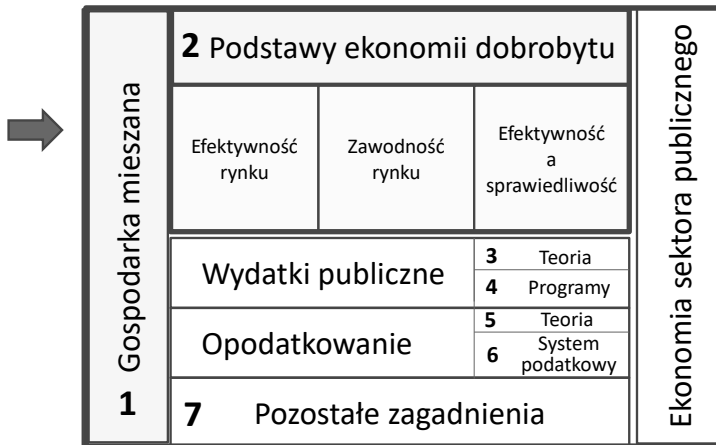 1 Gospodarka mieszana
2 Podstawy ekonomii dobrobytu
Efektywność
rynku
Zawodność
rynku
Efektywność
a
sprawiedliwość
Wydatki publiczne
3 Teoria
4 Programy
Opodatkowanie
5 Teoria
6 System
podatkowy
7 Pozostałe zagadnienia
Ekonomia sektora publicznego